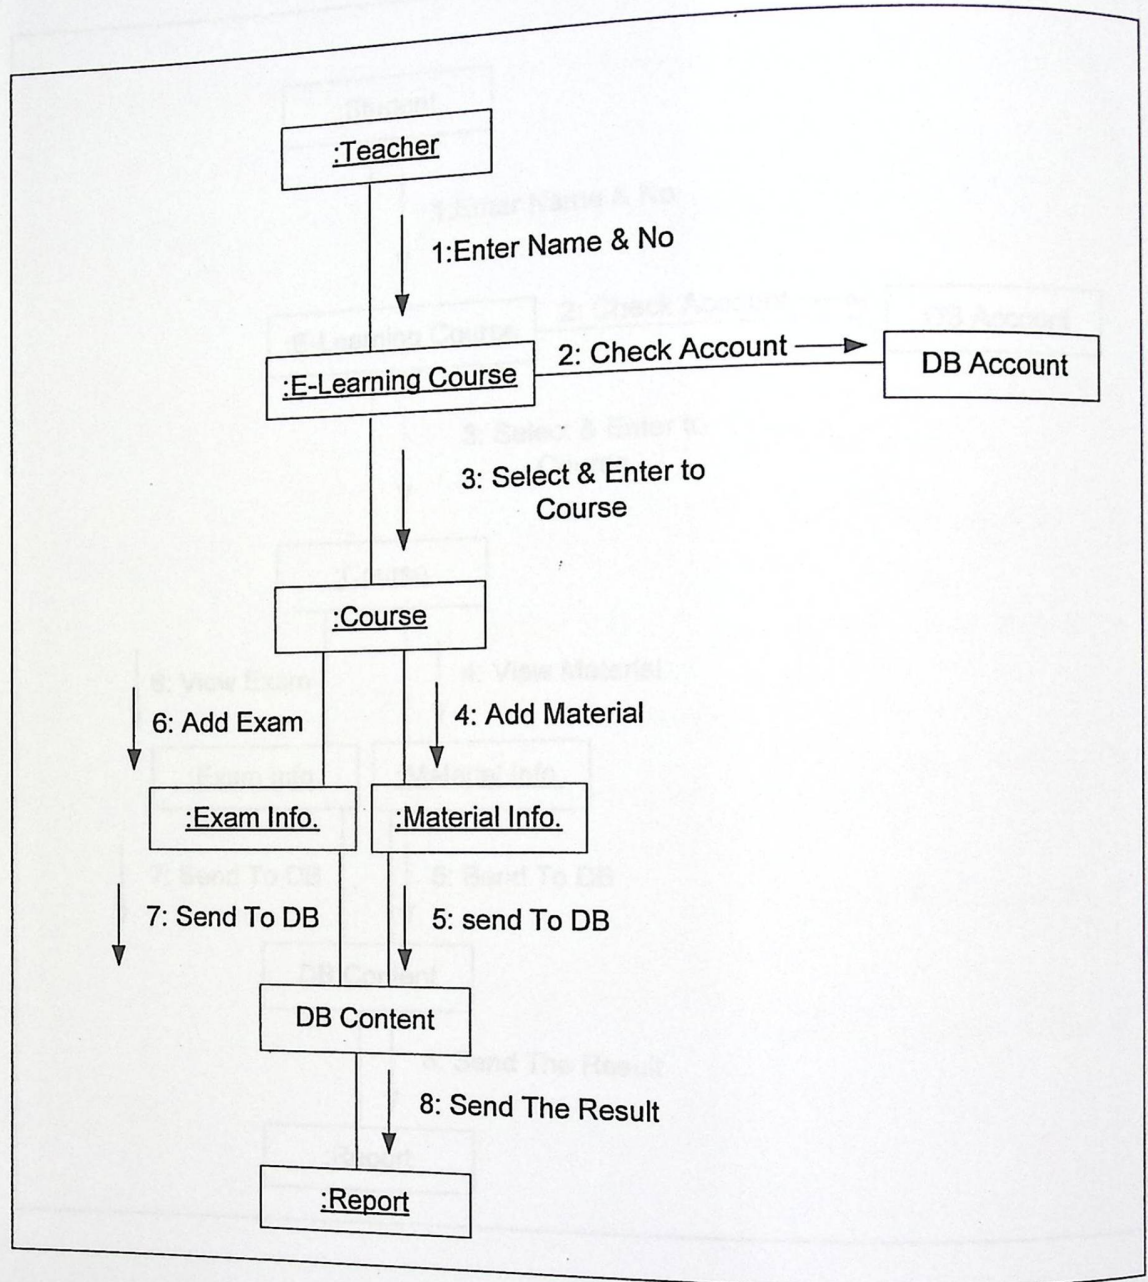 :Teacher
1:Enter Name & No
:E-Learning Course
2: Check Account
DB Account
3: Select & Enter to
Course
:Course
6: Add Exam
4: Add Material
:Exam Info.
:Material Info.
7: Send To DB
5: send To DB
DB Content
8: Send The Result
:Report